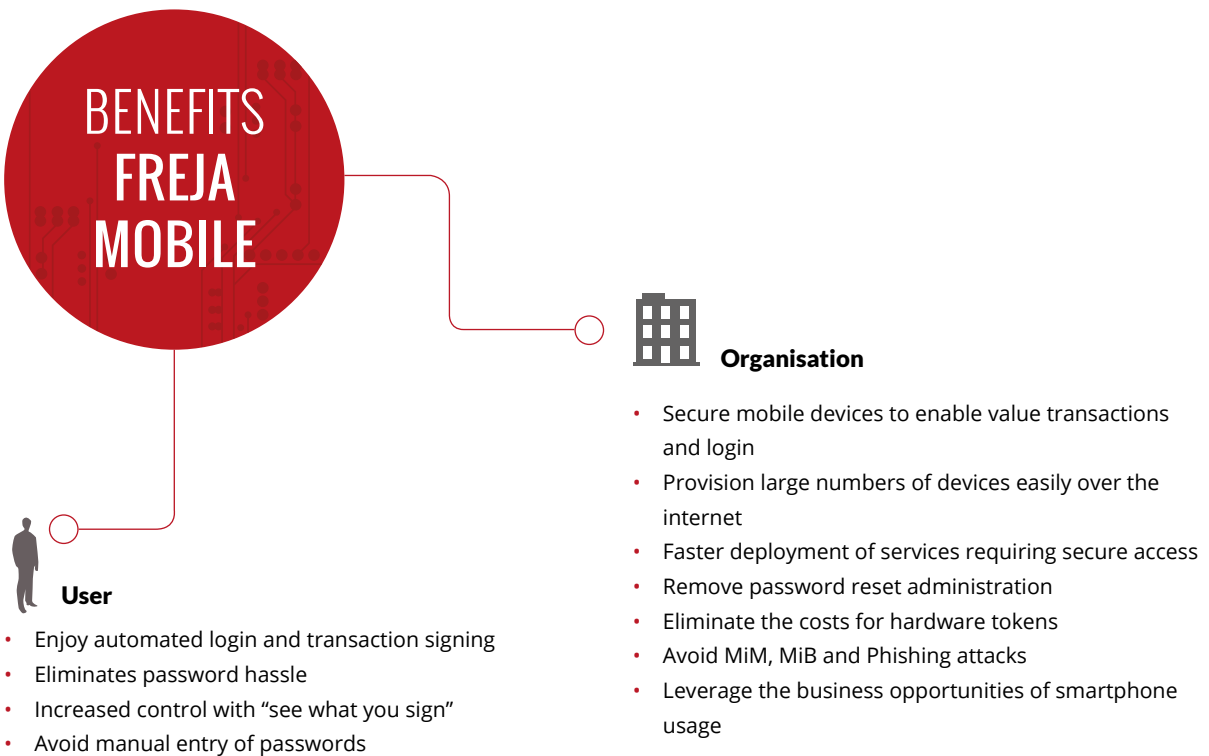 BENEFITS
FREJA
MOBILE
Organisation
• Secure mobile devices to enable value transactions
and login
• Provision large numbers of devices easily over the
internet
• Faster deployment of services requiring secure access
• Remove password reset administration
• Eliminate the costs for hardware tokens
• Avoid MiM, MiB and Phishing attacks
• Leverage the business opportunities of smartphone
usage
User
• Enjoy automated login and transaction signing
• Eliminates password hassle
• Increased control with “see what you sign”
• Avoid manual entry of passwords